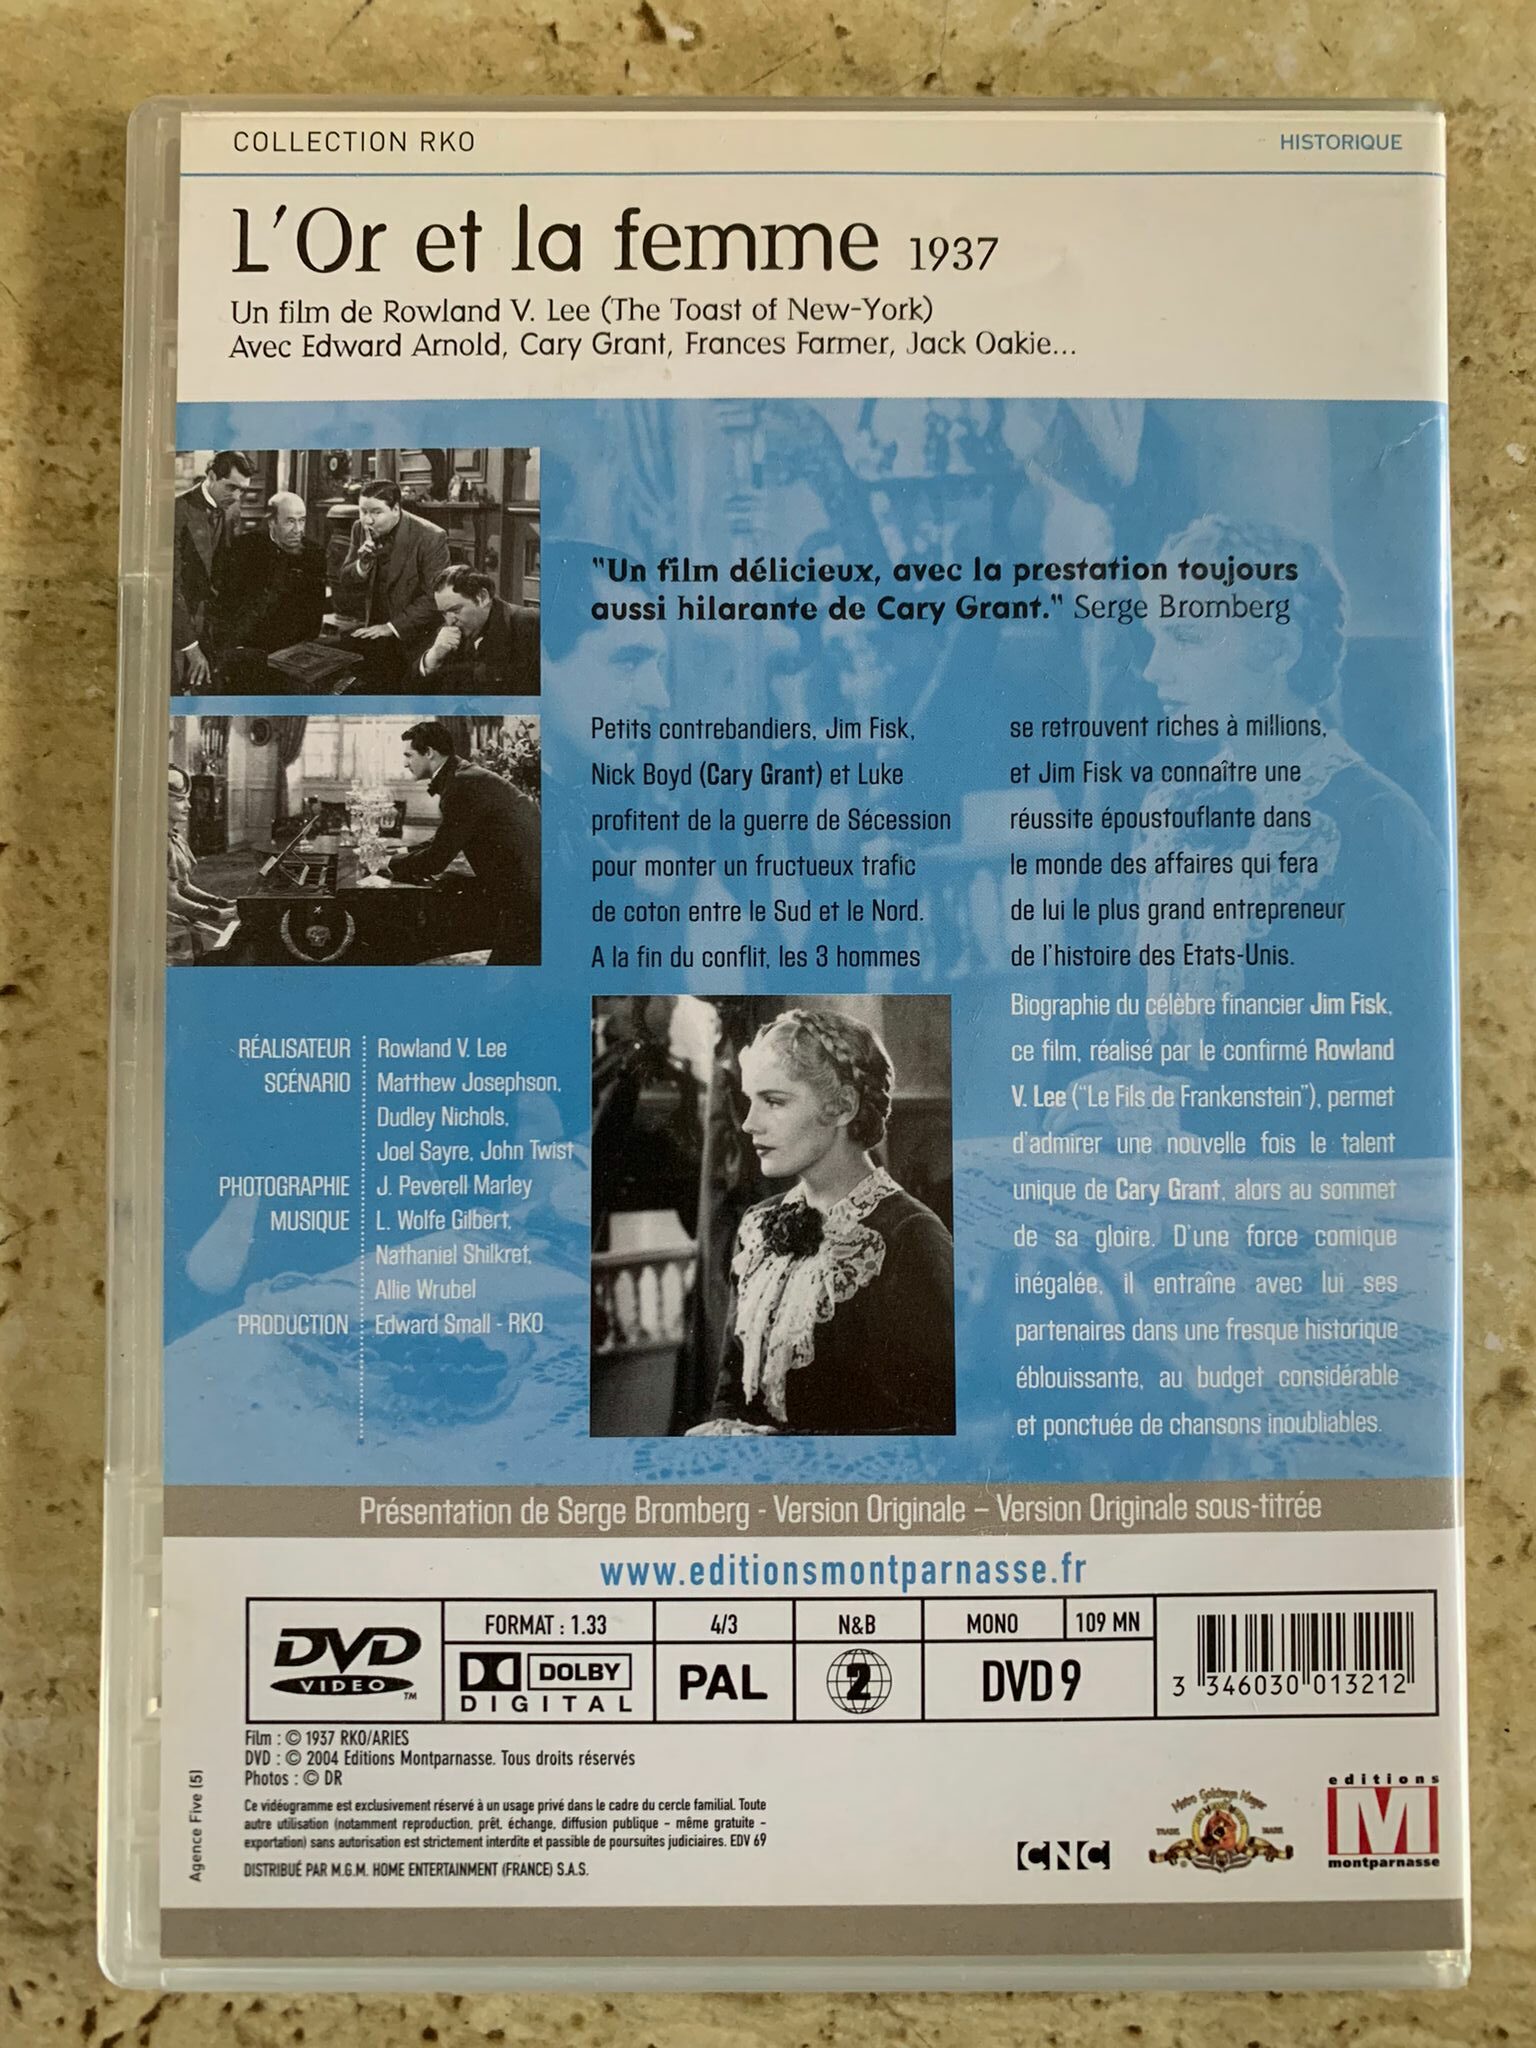 COLLECTION RKO
HISTORIQUE
L'Or et la femme 1937
Un film de Rowland V. Lee (The Toast of New-York)
Avec Edward Arnold, Cary Grant, Frances Farmer, Jack Oakie...
"Un film délicieux, avec la prestation toujours
aussi hilarante de Cary Grant." Serge Bromberg
Petits contrebandiers, Jim Fisk,
Nick Boyd (Cary Grant) et Luke
profitent de la guerre de Sécession
pour monter un fructueux trafic
de coton entre le Sud et le Nord.
A la fin du conflit, les 3 hommes
se retrouvent riches à millions,
et Jim Fisk va connaître une
réussite époustouflante dans
le monde des affaires qui fera
de lui le plus grand entrepreneur
de l'histoire des Etats-Unis.
Biographie du célèbre financier Jim Fisk,
ce film, réalisé par le confirmé Rowland
V. Lee ("Le Fils de Frankenstein"), permet
d'admirer une nouvelle fois le talent
unique de Cary Grant, alors au sommet
de sa gloire. D'une force comique
inégalée, il entraîne avec lui ses
partenaires dans une fresque historique
éblouissante, au budget considérable
et ponctuée de chansons inoubliables.
RÉALISATEUR Rowland V. Lee
SCÉNARIO Matthew Josephson,
Dudley Nichols,
Joel Sayre, John Twist
PHOTOGRAPHIE J. Peverell Marley
MUSIQUE L. Wolfe Gilbert,
Nathaniel Shilkret,
Allie Wrubel
PRODUCTION Edward Small - RKO
Présentation de Serge Bromberg - Version Originale – Version Originale sous-titrée
www.editionsmontparnasse.fr
DVD VIDEO TM
FORMAT : 1.33
DOLBY DIGITAL
4/3
PAL
N&B
2
MONO
109 MN
DVD 9
3 346030 013212
Film : © 1937 RKO/ARIES
DVD : © 2004 Editions Montparnasse. Tous droits réservés
Photos : © DR
Ce vidéogramme est exclusivement réservé à un usage privé dans le cadre du cercle familial. Toute
autre utilisation (notamment reproduction, prêt, échange, diffusion publique - même gratuite -
exportation) sans autorisation est strictement interdite et passible de poursuites judiciaires. EDV 69
DISTRIBUÉ PAR M.G.M. HOME ENTERTAINMENT (FRANCE) S.A.S.
Agence Five (5)
CNC
Metro Goldwyn Mayer
TRADE MARK
editions
M
montparnasse